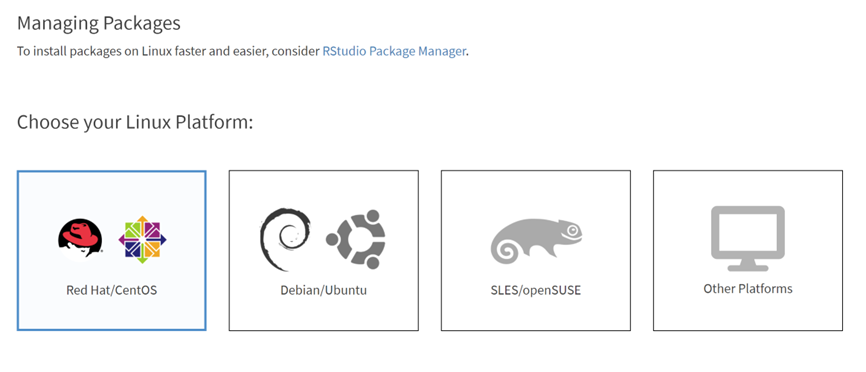 Managing Packages
To install packages on Linux faster and easier, consider RStudio Package Manager.
Choose your Linux Platform:
Red Hat/CentOS
Debian/Ubuntu
SLES/openSUSE
Other Platforms